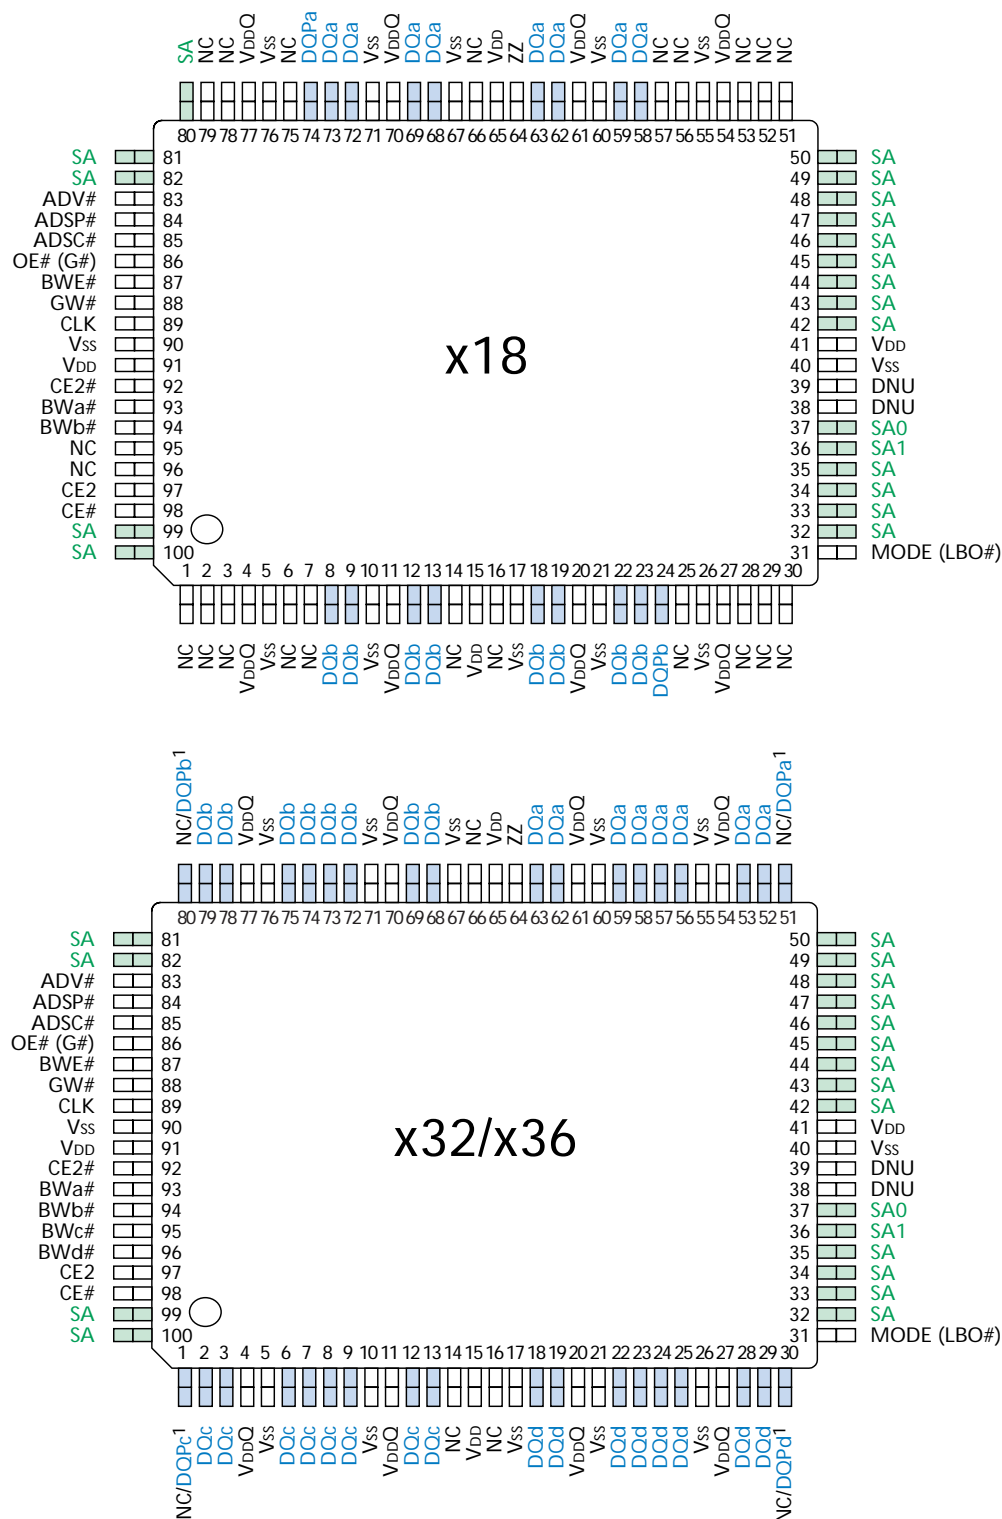 SA NC NC VDDQ VSS NC DQPa DQa DQa VSS VDDQ DQa DQa VSS NC VDD ZZ DQa DQa VDDQ VSS DQa DQa NC NC VSS VDDQ NC NC NC
80 79 78 77 76 75 74 73 72 71 70 69 68 67 66 65 64 63 62 61 60 59 58 57 56 55 54 53 52 51
SA 81 50 SA
SA 82 49 SA
ADV# 83 48 SA
ADSP# 84 47 SA
ADSC# 85 46 SA
OE# (G#) 86 45 SA
BWE# 87 44 SA
GW# 88 43 SA
CLK 89 42 SA
VSS 90 41 VDD
x18
VDD 91 40 VSS
CE2# 92 39 DNU
BWa# 93 38 DNU
BWb# 94 37 SA0
NC 95 36 SA1
NC 96 35 SA
CE2 97 34 SA
CE# 98 33 SA
SA 99 32 SA
SA 100 31 MODE (LBO#)
1 2 3 4 5 6 7 8 9 10 11 12 13 14 15 16 17 18 19 20 21 22 23 24 25 26 27 28 29 30
NC NC NC VDDQ VSS NC NC DQb DQb VSS VDDQ DQb DQb NC VDD NC VSS DQb DQb VDDQ VSS DQb DQb DQPb NC VSS VDDQ NC NC NC
NC/DQPb1 DQb DQb VDDQ VSS DQb DQb DQb DQb VSS VDDQ DQb DQb VSS NC VDD ZZ DQa DQa VDDQ VSS DQa DQa DQa DQa VSS VDDQ DQa DQa NC/DQPa1
80 79 78 77 76 75 74 73 72 71 70 69 68 67 66 65 64 63 62 61 60 59 58 57 56 55 54 53 52 51
SA 81 50 SA
SA 82 49 SA
ADV# 83 48 SA
ADSP# 84 47 SA
ADSC# 85 46 SA
OE# (G#) 86 45 SA
BWE# 87 44 SA
GW# 88 43 SA
CLK 89 42 SA
VSS 90 41 VDD
x32/x36
VDD 91 40 VSS
CE2# 92 39 DNU
BWa# 93 38 DNU
BWb# 94 37 SA0
BWc# 95 36 SA1
BWd# 96 35 SA
CE2 97 34 SA
CE# 98 33 SA
SA 99 32 SA
SA 100 31 MODE (LBO#)
1 2 3 4 5 6 7 8 9 10 11 12 13 14 15 16 17 18 19 20 21 22 23 24 25 26 27 28 29 30
NC/DQPc1 DQc DQc VDDQ VSS DQc DQc DQc DQc VSS VDDQ DQc DQc NC VDD NC VSS DQd DQd VDDQ VSS DQd DQd DQd DQd VSS VDDQ DQd DQd NC/DQPd1